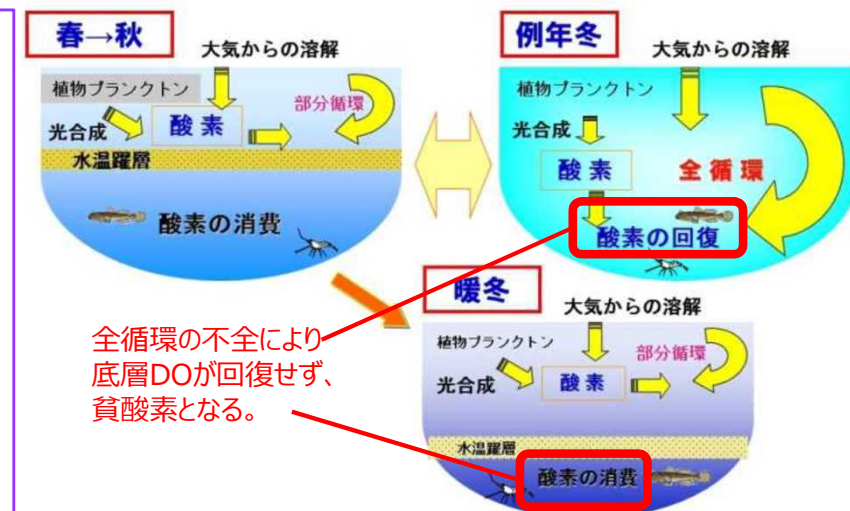 春→秋
大気からの溶解
植物プランクトン
部分循環
光合成
酸素
水温躍層
酸素の消費
例年冬
大気からの溶解
植物プランクトン
光合成
酸素
全循環
酸素の回復
暖冬
大気からの溶解
植物プランクトン
部分循環
光合成
酸素
水温躍層
酸素の消費
全循環の不全により
底層DOが回復せず、
貧酸素となる。